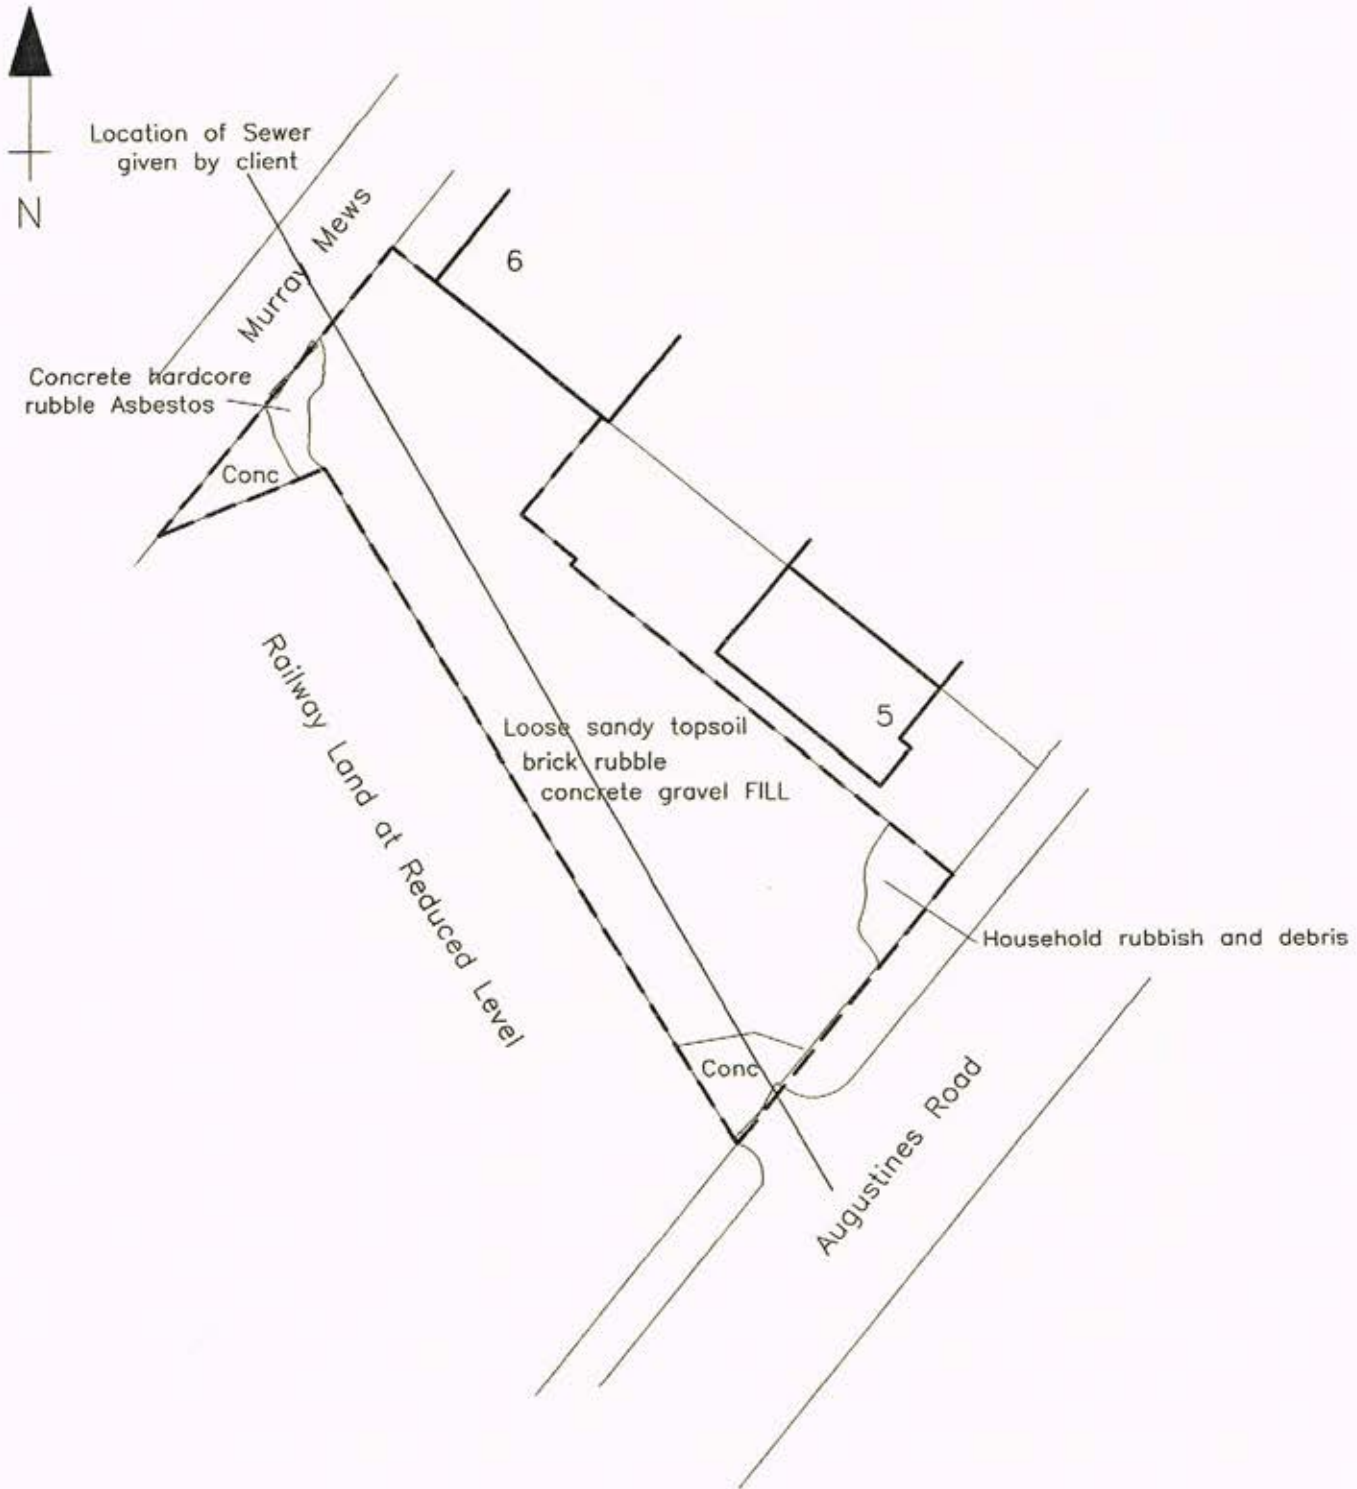 Location of Sewer
given by client
N
Murray Mews
6
Concrete hardcore
rubble Asbestos
Conc
Railway Land at Reduced Level
Loose sandy topsoil
brick rubble
concrete gravel FILL
5
Household rubbish and debris
Conc
Augustines Road